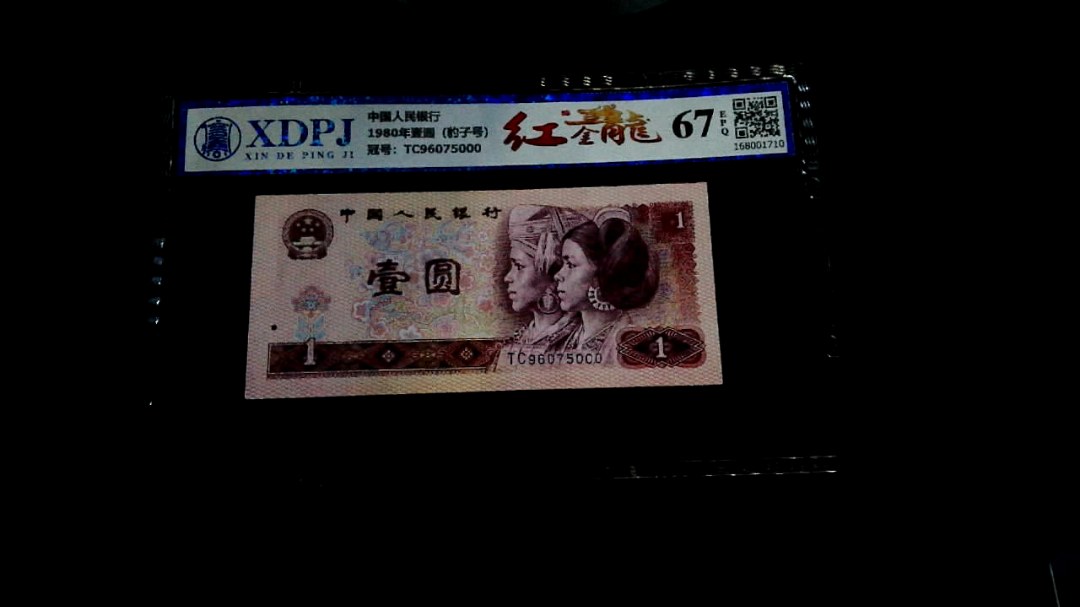 XDPJ
XIN DE PING JI
中国人民银行
1980年壹圆（豹子号）
冠号：TC96075000
红金龍
67
EPQ
168001710
中国人民银行
壹圆
1
1
TC96075000
1